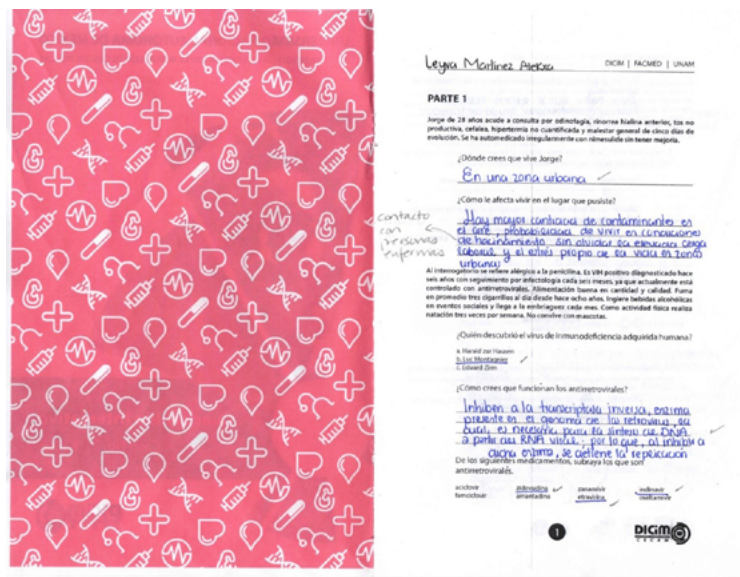 Leyva Martinez Alexa
DICIM | FACMED | UNAM
PARTE 1
Jorge de 28 años acude a consulta por odinofagia, rinorrea hialina anterior, tos no
productiva, cefalea, hipertermia no cuantificada y malestar general de cinco días de
evolución. Se ha automedicado irregularmente con nimesulide sin tener mejoría.
¿Dónde crees que vive Jorge?
En una zona urbana
¿Cómo le afecta vivir en el lugar que pusiste?
contacto
con
personas
enfermas
Hay mayor cantidad de contaminantes en
el aire, probabilidad de vivir en condiciones
de hacinamiento, sin olvidar la elevada carga
laboral y el estrés propio de la vida en zonas
urbanas
Al interrogatorio se refiere alérgico a la penicilina. Es VIH positivo diagnosticado hace
seis años con seguimiento por infectología cada seis meses, ya que actualmente está
controlado con antirretrovirales. Alimentación buena en cantidad y calidad. Fuma
en promedio tres cigarrillos al día desde hace ocho años. Ingiere bebidas alcohólicas
en eventos sociales y llega a la embriaguez cada mes. Como actividad física realiza
natación tres veces por semana. No convive con mascotas.
¿Quién descubrió el virus de inmunodeficiencia adquirida humana?
a. Harald zur Hausen
b. Luc Montagnier
c. Edward Zirm
¿Cómo crees que funcionan los antirretrovirales?
Inhiben a la transcriptasa inversa, enzima
presente en el genoma de los retrovirus, la
cual, es necesaria para la síntesis de DNA
a partir del RNA viral; por lo que, al inhibir a
dicha enzima, se detiene la replicación
De los siguientes medicamentos, subraya los que son
antirretrovirales.
aciclovir zidovudina zanamivir indinavir
famciclovir amantadina etravirina oseltamivir
1
DICIM